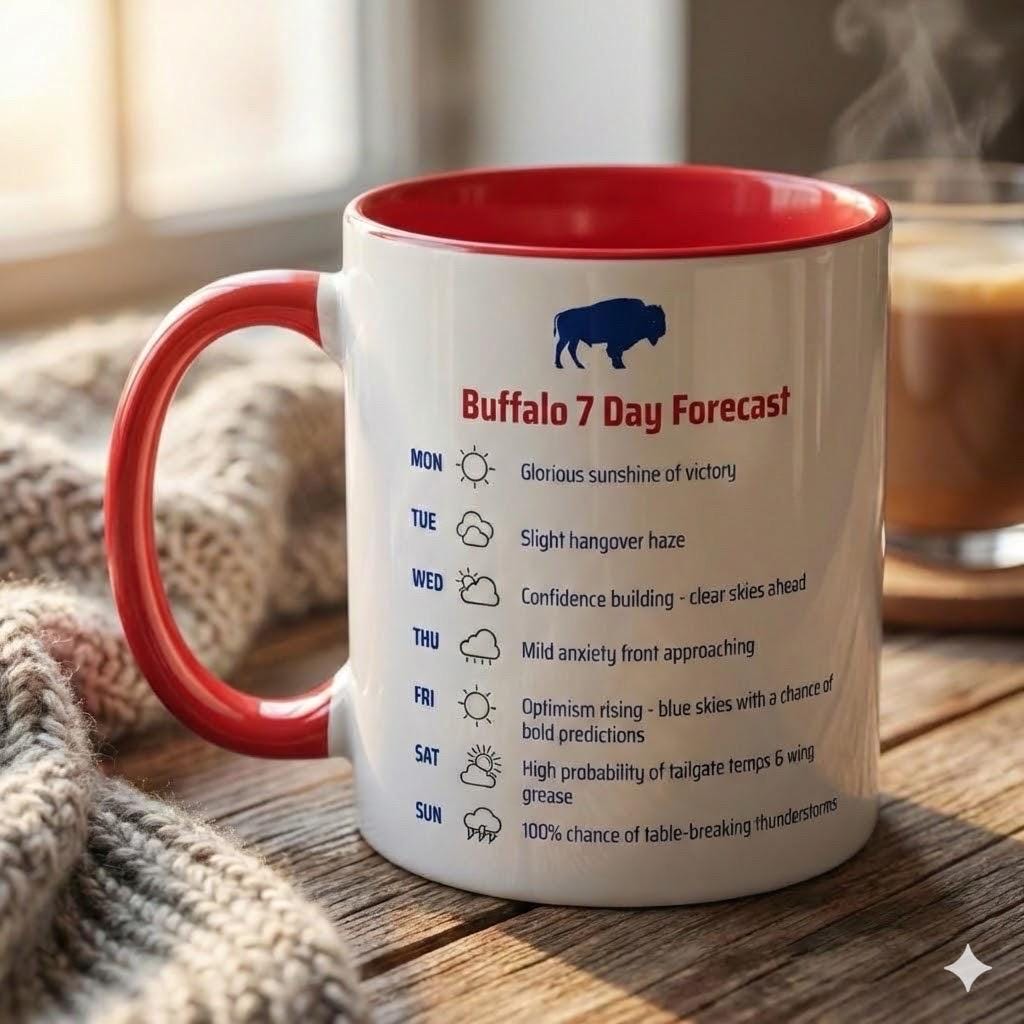 Buffalo 7 Day Forecast
MON Glorious sunshine of victory
TUE Slight hangover haze
WED Confidence building - clear skies ahead
THU Mild anxiety front approaching
FRI Optimism rising - blue skies with a chance of
bold predictions
SAT High probability of tailgate temps & wing
grease
SUN 100% chance of table-breaking thunderstorms